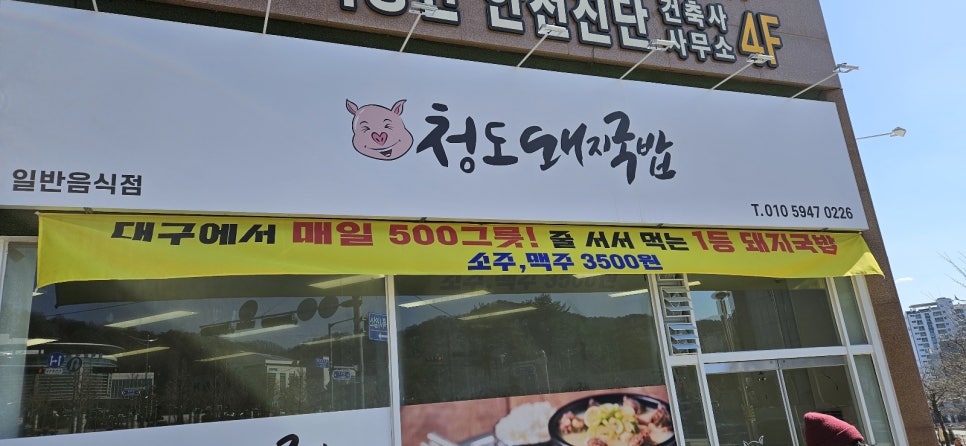 안전진단 건축사
사무소 4F
청도돼지국밥
일반음식점
T.010 5947 0226
대구에서 매일 500그릇! 줄 서서 먹는 1등 돼지국밥
소주,맥주 3500원